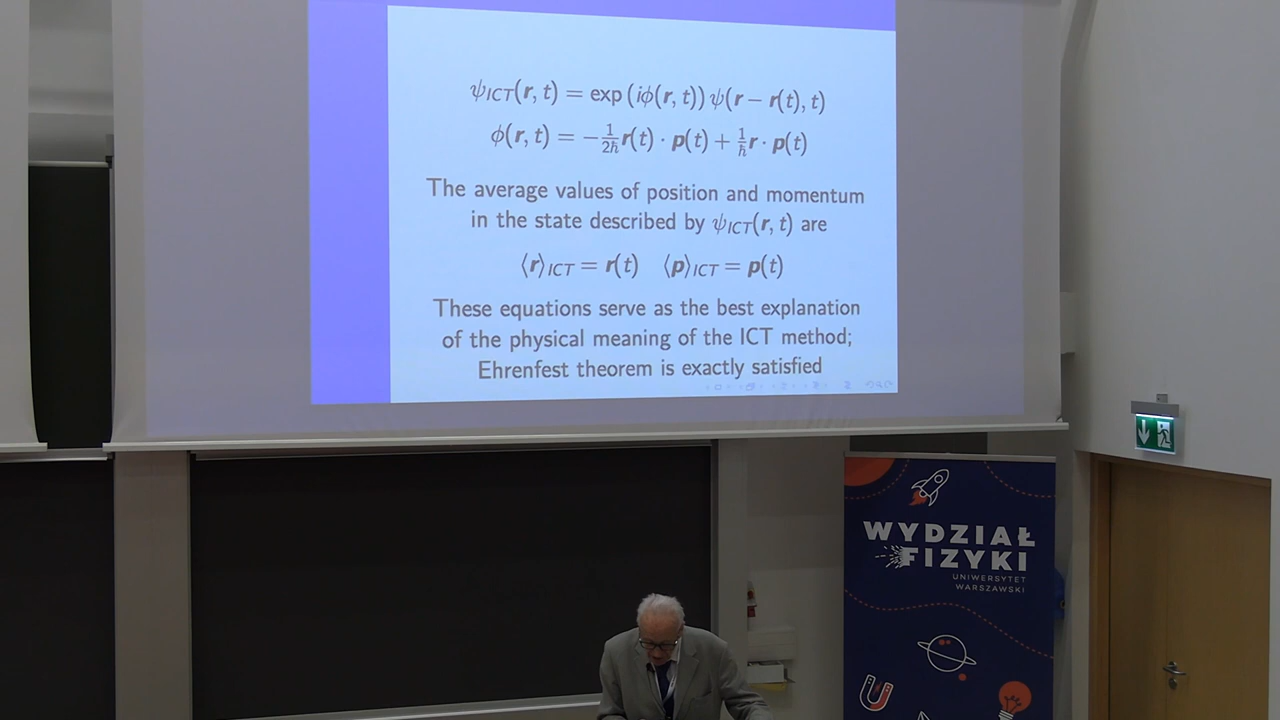 ψ_ICT(r, t) = exp (iϕ(r, t)) ψ(r − r(t), t)
ϕ(r, t) = −1/2ℏ r(t) · p(t) + 1/ℏ r · p(t)
The average values of position and momentum
in the state described by ψ_ICT(r, t) are
⟨r⟩_ICT = r(t) ⟨p⟩_ICT = p(t)
These equations serve as the best explanation
of the physical meaning of the ICT method;
Ehrenfest theorem is exactly satisfied
WYDZIAŁ
FIZYKI
UNIWERSYTET
WARSZAWSKI